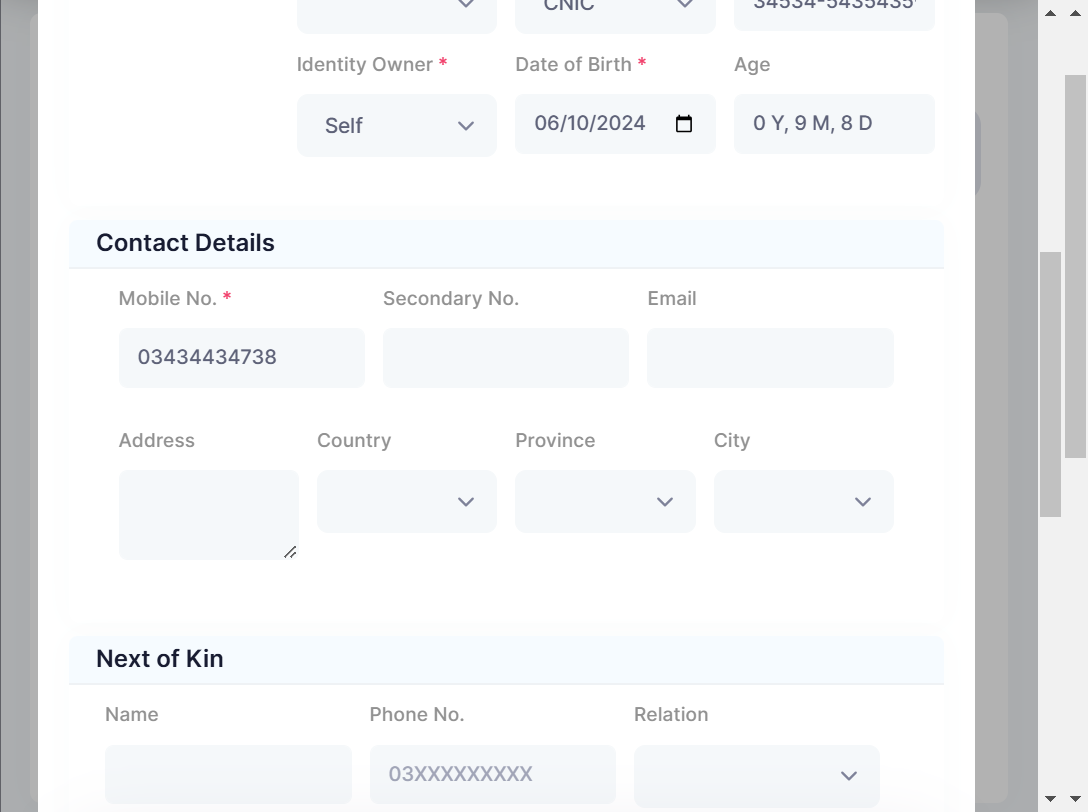 CNIC 34534-5435435
Identity Owner * Date of Birth * Age
Self 06/10/2024 0 Y, 9 M, 8 D
Contact Details
Mobile No. * Secondary No. Email
03434434738
Address Country Province City
Next of Kin
Name Phone No. Relation
03XXXXXXXXX